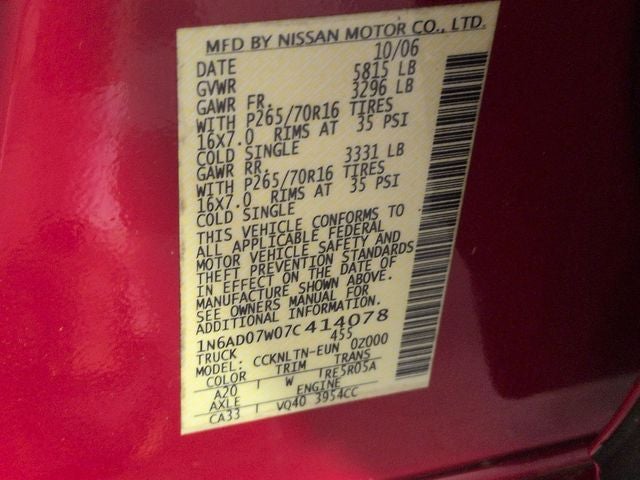 MFD BY NISSAN MOTOR CO., LTD.
DATE 10/06
GVWR 5815 LB
GAWR FR. 3296 LB
WITH P265/70R16 TIRES
16X7.0 RIMS AT 35 PSI
COLD SINGLE
GAWR RR. 3331 LB
WITH P265/70R16 TIRES
16X7.0 RIMS AT 35 PSI
COLD SINGLE
THIS VEHICLE CONFORMS TO
ALL APPLICABLE FEDERAL
MOTOR VEHICLE SAFETY AND
THEFT PREVENTION STANDARDS
IN EFFECT ON THE DATE OF
MANUFACTURE SHOWN ABOVE.
SEE OWNERS MANUAL FOR
ADDITIONAL INFORMATION.
1N6AD07W07C414078
TRUCK 455
MODEL: CCKNLTN-EUN 0Z000
COLOR TRIM TRANS
A20 W RE5R05A
AXLE ENGINE
CA33 VQ40 3954CC